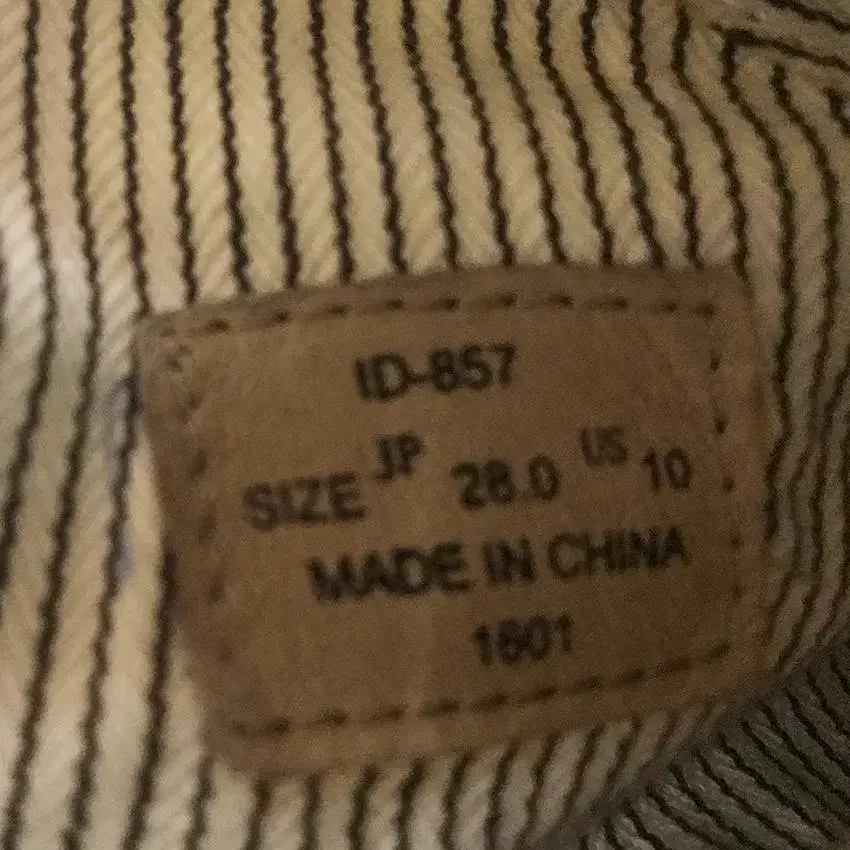 ID-857
SIZE JP 28.0 US 10
MADE IN CHINA
1801